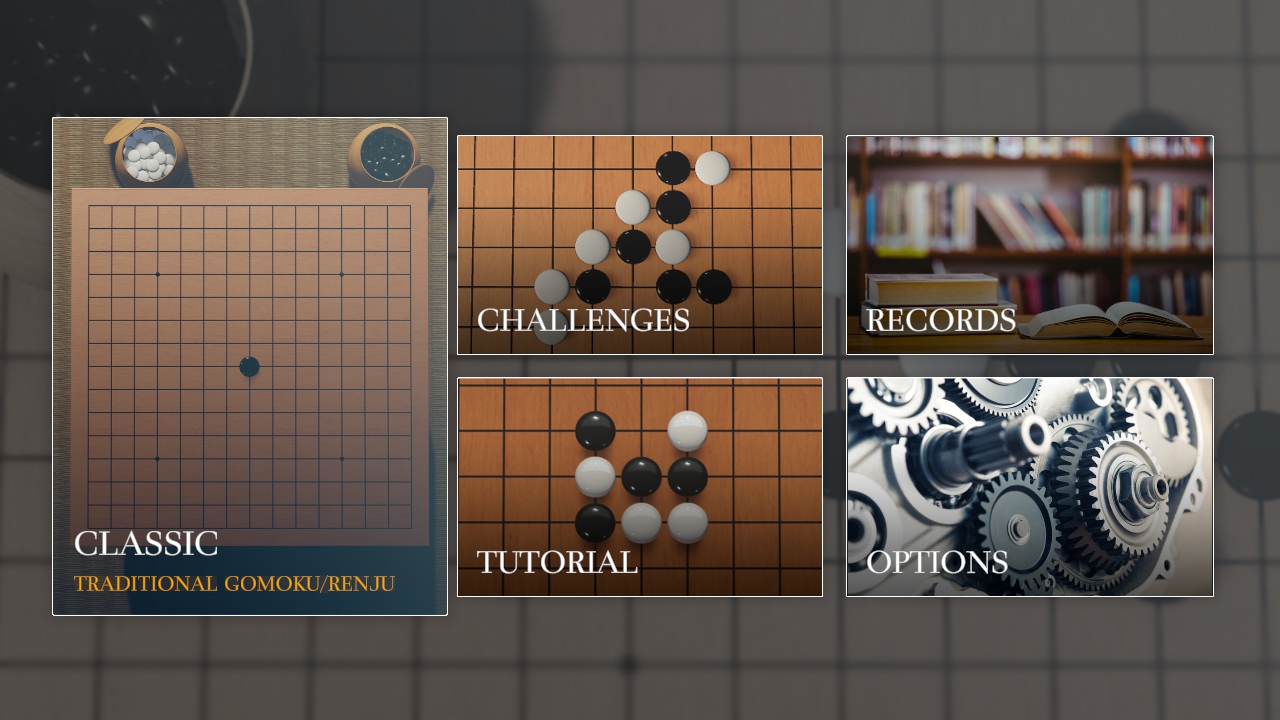 CLASSIC
TRADITIONAL GOMOKU/RENJU
CHALLENGES
RECORDS
TUTORIAL
OPTIONS